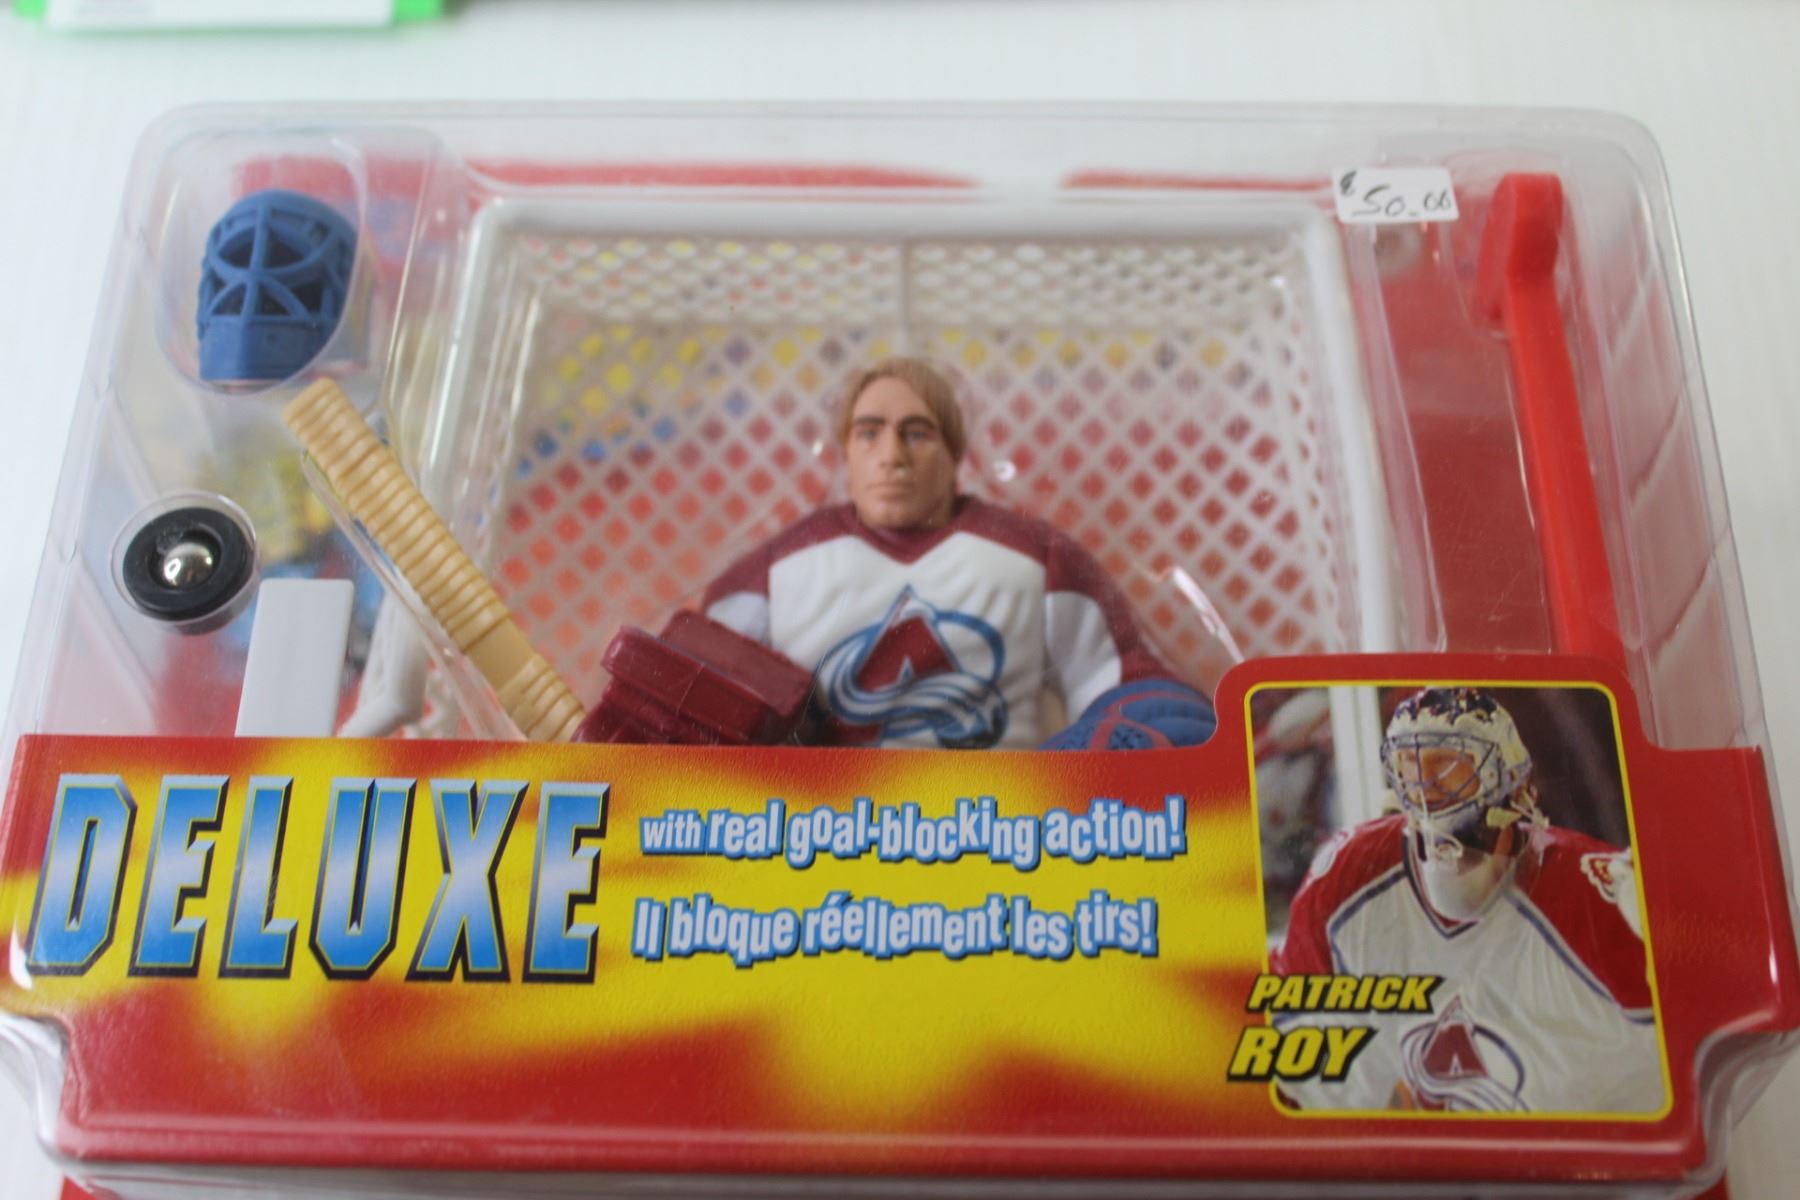 $50.00
DELUXE
with real goal-blocking action!
Il bloque réellement les tirs!
PATRICK
ROY